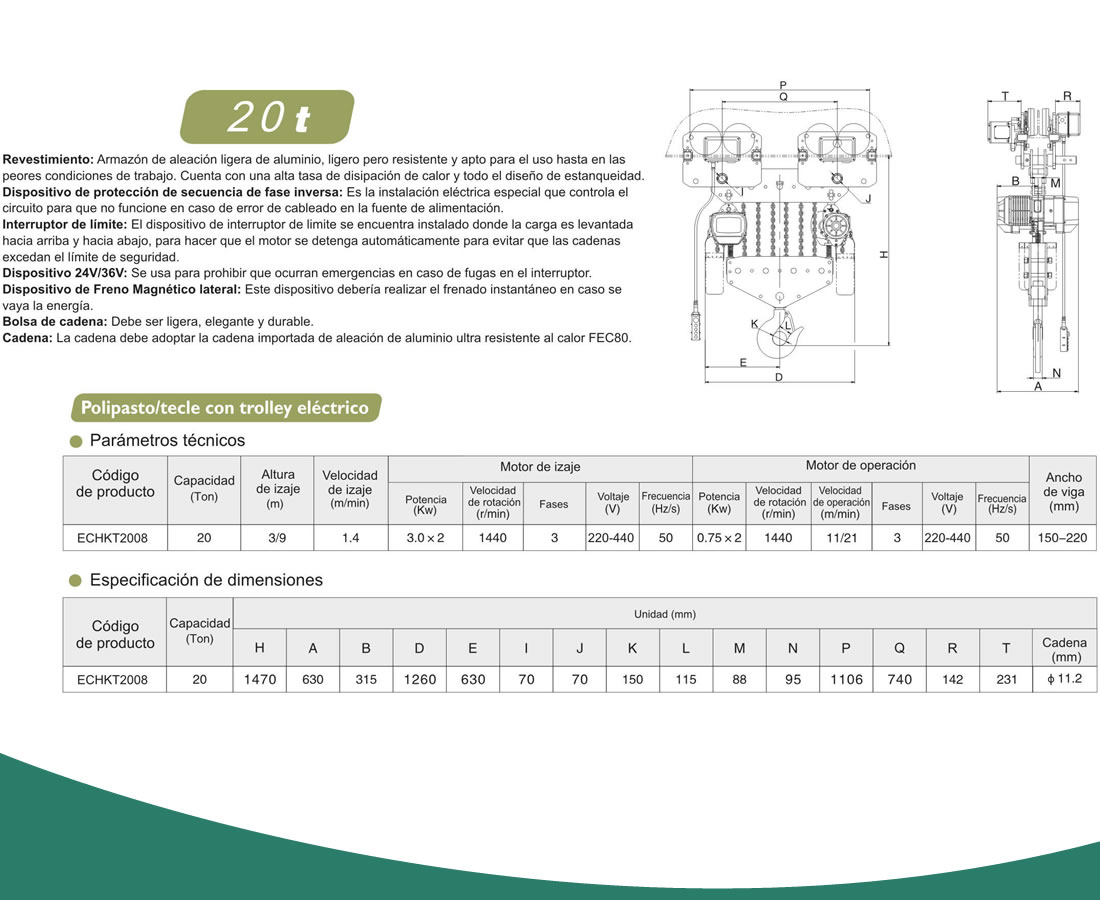 20 t
Revestimiento: Armazón de aleación ligera de aluminio, ligero pero resistente y apto para el uso hasta en las
peores condiciones de trabajo. Cuenta con una alta tasa de disipación de calor y todo el diseño de estanqueidad.
Dispositivo de protección de secuencia de fase inversa: Es la instalación eléctrica especial que controla el
circuito para que no funcione en caso de error de cableado en la fuente de alimentación.
Interruptor de límite: El dispositivo de interruptor de limite se encuentra instalado donde la carga es levantada
hacia arriba y hacia abajo, para hacer que el motor se detenga automáticamente para evitar que las cadenas
excedan el límite de seguridad.
Dispositivo 24V/36V: Se usa para prohibir que ocurran emergencias en caso de fugas en el interruptor.
Dispositivo de Freno Magnético lateral: Este dispositivo debería realizar el frenado instantáneo en caso se
vaya la energía.
Bolsa de cadena: Debe ser ligera, elegante y durable.
Cadena: La cadena debe adoptar la cadena importada de aleación de aluminio ultra resistente al calor FEC80.
P
Q
I
J
H
K
L
E
D
T
R
B
M
N
A
Polipasto/tecle con trolley eléctrico
Parámetros técnicos
Código de producto
Capacidad (Ton)
Altura de izaje (m)
Velocidad de izaje (m/min)
Motor de izaje
Motor de operación
Ancho de viga (mm)
Potencia (Kw)
Velocidad de rotación (r/min)
Fases
Voltaje (V)
Frecuencia (Hz/s)
Potencia (Kw)
Velocidad de rotación (r/min)
Velocidad de operación (m/min)
Fases
Voltaje (V)
Frecuencia (Hz/s)
ECHKT2008 20 3/9 1.4 3.0 × 2 1440 3 220-440 50 0.75 × 2 1440 11/21 3 220-440 50 150–220
Especificación de dimensiones
Código de producto
Capacidad (Ton)
Unidad (mm)
H A B D E I J K L M N P Q R T Cadena (mm)
ECHKT2008 20 1470 630 315 1260 630 70 70 150 115 88 95 1106 740 142 231 ϕ 11.2